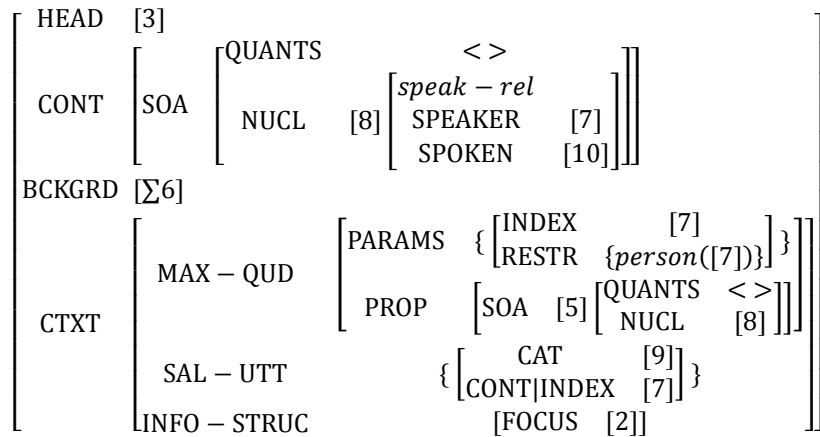 HEAD [3]
QUANTS < >
speak − rel
CONT SOA NUCL [8] SPEAKER [7]
SPOKEN [10]
BCKGRD [∑6]
INDEX [7]
PARAMS { RESTR {person([7])} }
MAX − QUD
QUANTS < >
PROP SOA [5] NUCL [8]
CTXT
CAT [9]
SAL − UTT { CONT|INDEX [7] }
INFO − STRUC [FOCUS [2]]